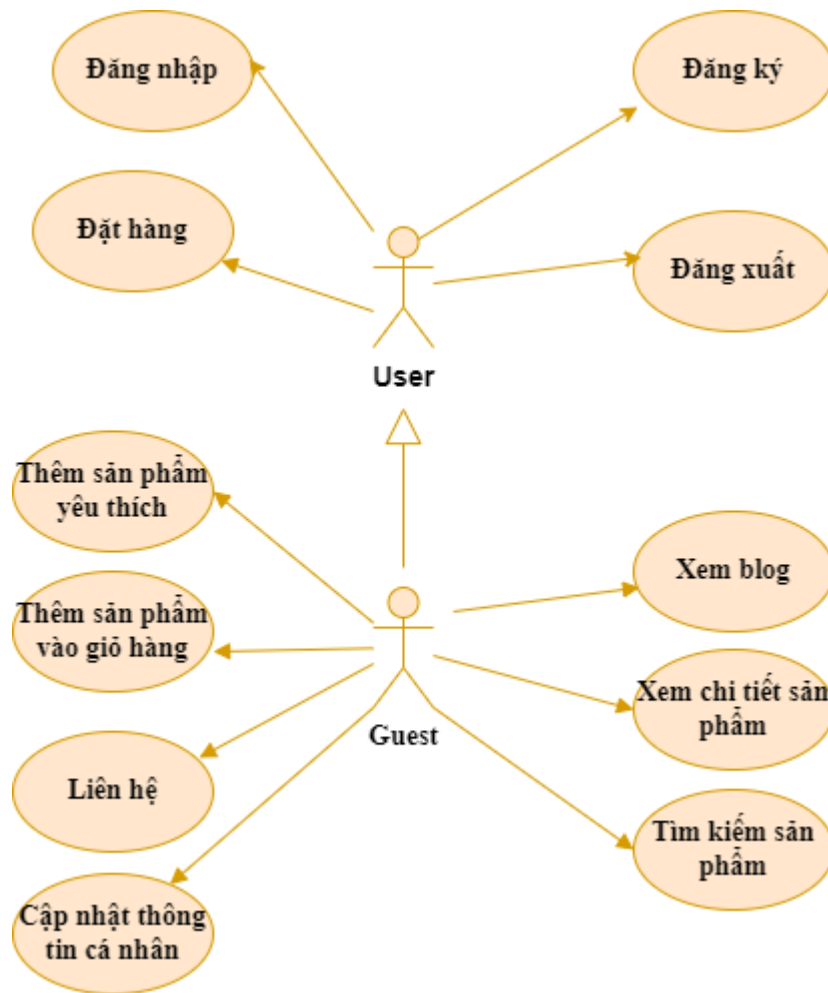 Đăng nhập
Đăng ký
Đặt hàng
Đăng xuất
User
Thêm sản phẩm
yêu thích
Xem blog
Thêm sản phẩm
vào giỏ hàng
Xem chi tiết sản
phẩm
Guest
Liên hệ
Tìm kiếm sản
phẩm
Cập nhật thông
tin cá nhân